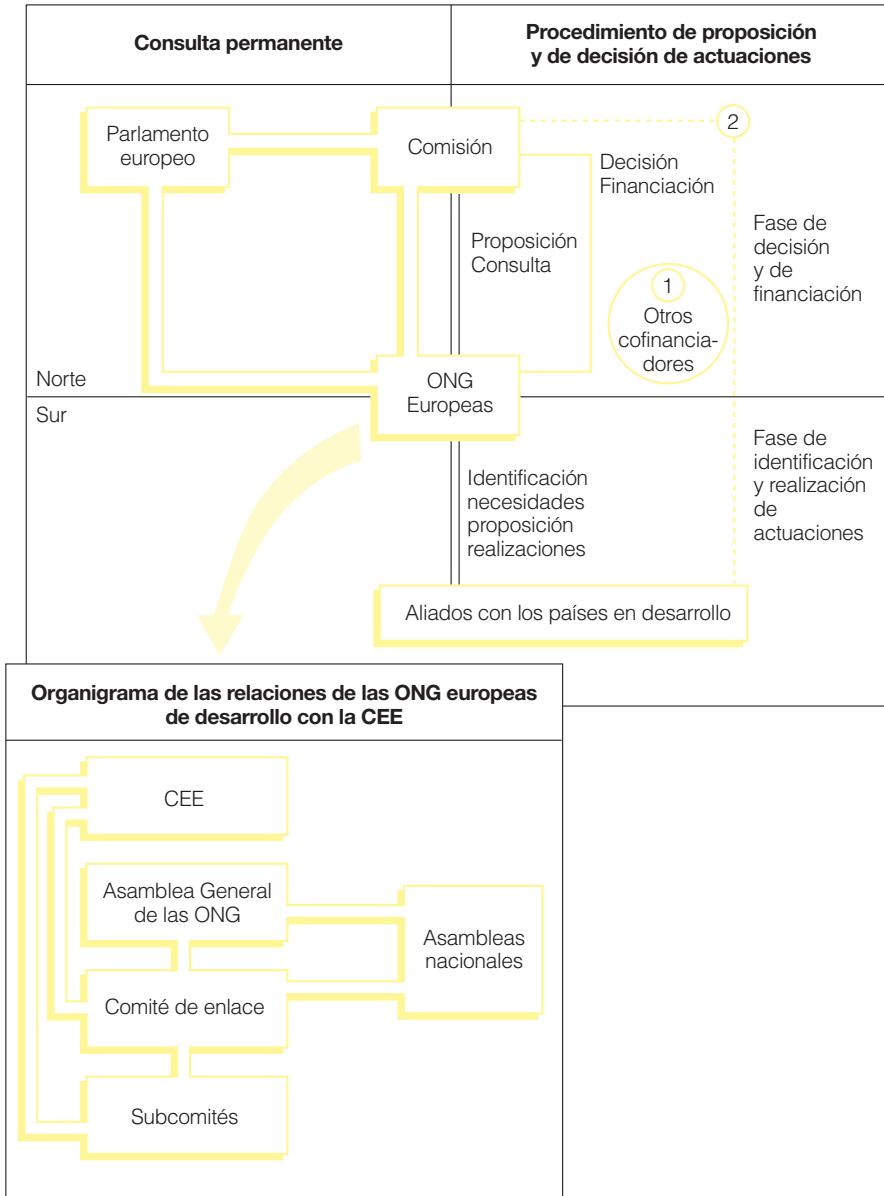 Consulta permanente
Procedimiento de proposición
y de decisión de actuaciones
Parlamento
europeo
Comisión
2
Decisión
Financiación
Proposición
Consulta
Fase de
decisión
y de
financiación
1
Otros
cofinancia-
dores
Norte
ONG
Europeas
Sur
Identificación
necesidades
proposición
realizaciones
Fase de
identificación
y realización
de
actuaciones
Aliados con los países en desarrollo
Organigrama de las relaciones de las ONG europeas
de desarrollo con la CEE
CEE
Asamblea General
de las ONG
Asambleas
nacionales
Comité de enlace
Subcomités